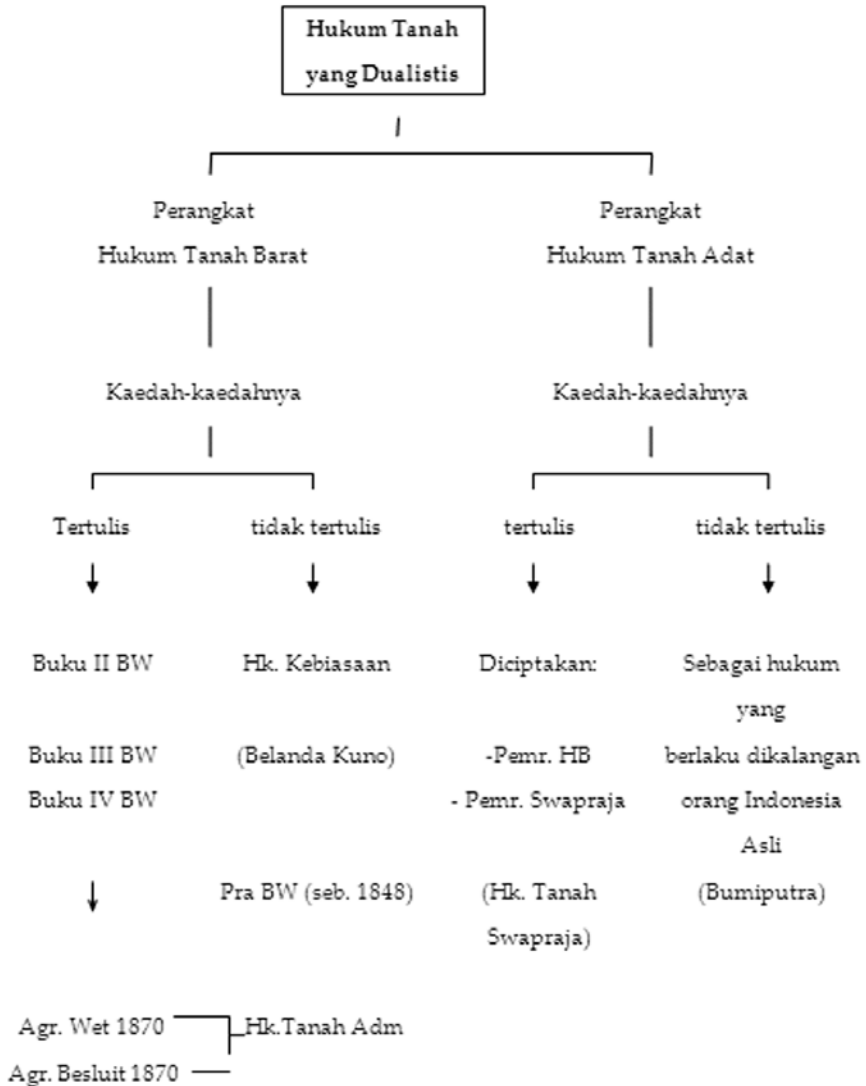 Hukum Tanah
yang Dualistis
Perangkat
Hukum Tanah Barat
Perangkat
Hukum Tanah Adat
Kaedah-kaedahnya
Kaedah-kaedahnya
Tertulis
tidak tertulis
tertulis
tidak tertulis
Buku II BW
Buku III BW
Buku IV BW
Hk. Kebiasaan
(Belanda Kuno)
Pra BW (seb. 1848)
Diciptakan:
-Pemr. HB
- Pemr. Swapraja
(Hk. Tanah
Swapraja)
Sebagai hukum
yang
berlaku dikalangan
orang Indonesia
Asli
(Bumiputra)
Agr. Wet 1870
Hk.Tanah Adm
Agr. Besluit 1870